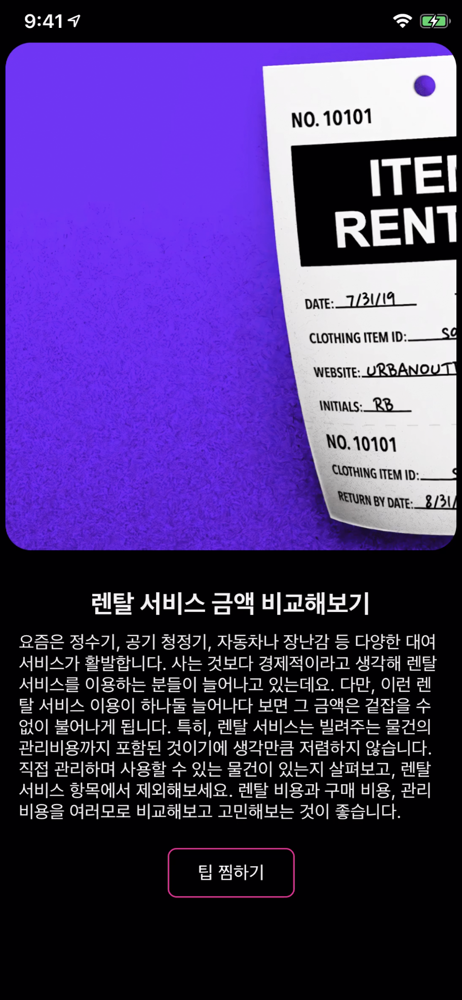 9:41
NO. 10101
RENT
DATE: 7/31/19
CLOTHING ITEM ID:
WEBSITE: URBANOUT
INITIALS: RB
NO. 10101
CLOTHING ITEM ID:
RETURN BY DATE: 8/31/
렌탈 서비스 금액 비교해보기
요즘은 정수기, 공기 청정기, 자동차나 장난감 등 다양한 대여
서비스가 활발합니다. 사는 것보다 경제적이라고 생각해 렌탈
서비스를 이용하는 분들이 늘어나고 있는데요. 다만, 이런 렌
탈 서비스 이용이 하나둘 늘어나다 보면 그 금액은 겉잡을 수
없이 불어나게 됩니다. 특히, 렌탈 서비스는 빌려주는 물건의
관리비용까지 포함된 것이기에 생각만큼 저렴하지 않습니다.
직접 관리하며 사용할 수 있는 물건이 있는지 살펴보고, 렌탈
서비스 항목에서 제외해보세요. 렌탈 비용과 구매 비용, 관리
비용을 여러모로 비교해보고 고민해보는 것이 좋습니다.
팁 찜하기